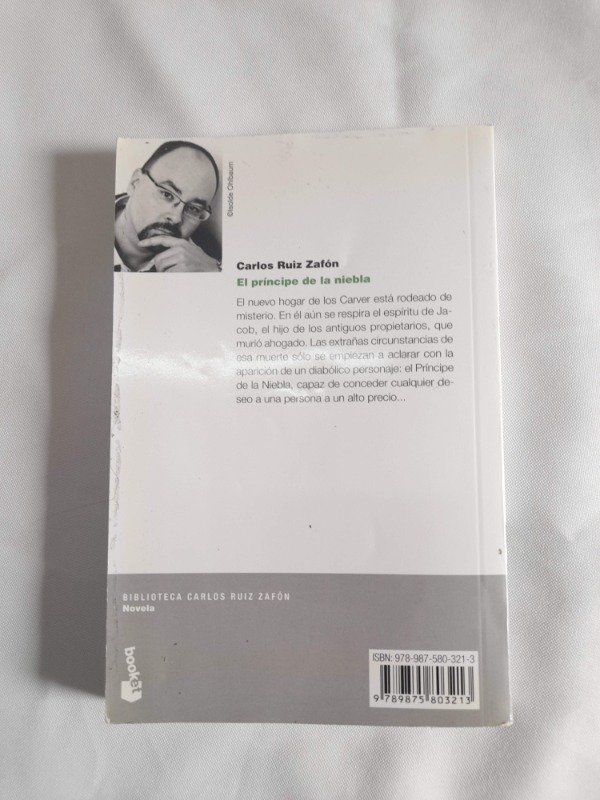 ©Isolde Ohlbaum
Carlos Ruiz Zafón
El príncipe de la niebla
El nuevo hogar de los Carver está rodeado de
misterio. En él aún se respira el espíritu de Ja-
cob, el hijo de los antiguos propietarios, que
murió ahogado. Las extrañas circunstancias de
esa muerte sólo se empiezan a aclarar con la
aparición de un diabólico personaje: el Príncipe
de la Niebla, capaz de conceder cualquier de-
seo a una persona a un alto precio...
BIBLIOTECA CARLOS RUIZ ZAFÓN
Novela
booket
ISBN: 978-987-580-321-3
9 789875 803213